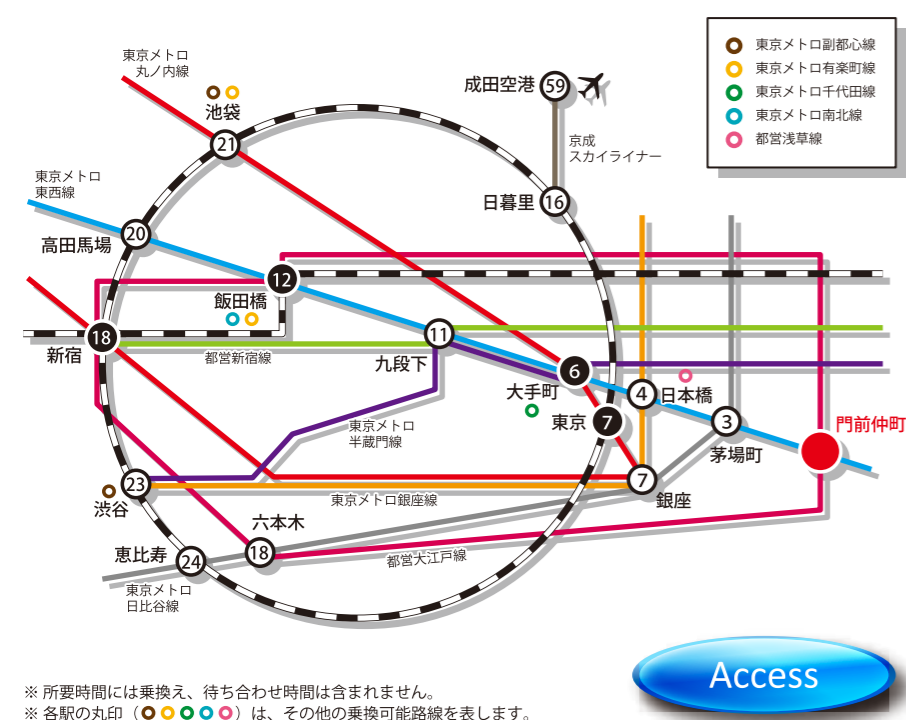 東京メトロ
丸ノ内線
池袋
21
成田空港
59
京成
スカイライナー
日暮里
16
東京メトロ副都心線
東京メトロ有楽町線
東京メトロ千代田線
東京メトロ南北線
都営浅草線
東京メトロ
東西線
20
高田馬場
12
飯田橋
18
新宿
都営新宿線
11
九段下
6
大手町
4
日本橋
7
東京
3
茅場町
門前仲町
東京メトロ
半蔵門線
23
渋谷
東京メトロ銀座線
7
銀座
六本木
18
恵比寿
24
都営大江戸線
東京メトロ
日比谷線
Access
※ 所要時間には乗換え、待ち合わせ時間は含まれません。
※ 各駅の丸印（）は、その他の乗換可能路線を表します。